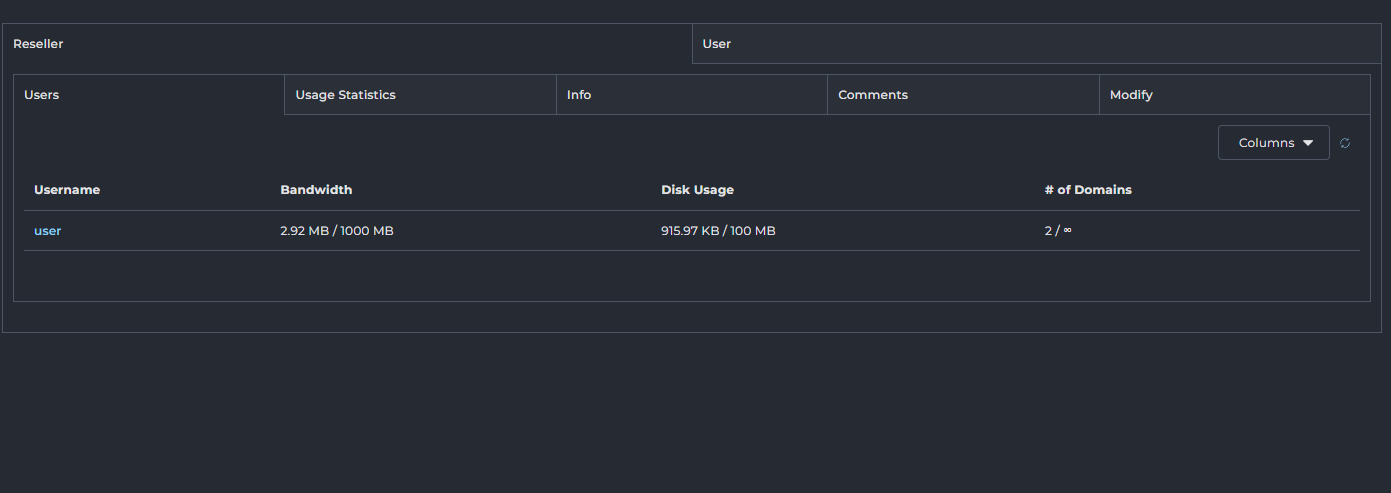 Reseller User
Users Usage Statistics Info Comments Modify
Columns
Username Bandwidth Disk Usage # of Domains
user 2.92 MB / 1000 MB 915.97 KB / 100 MB 2 / ∞